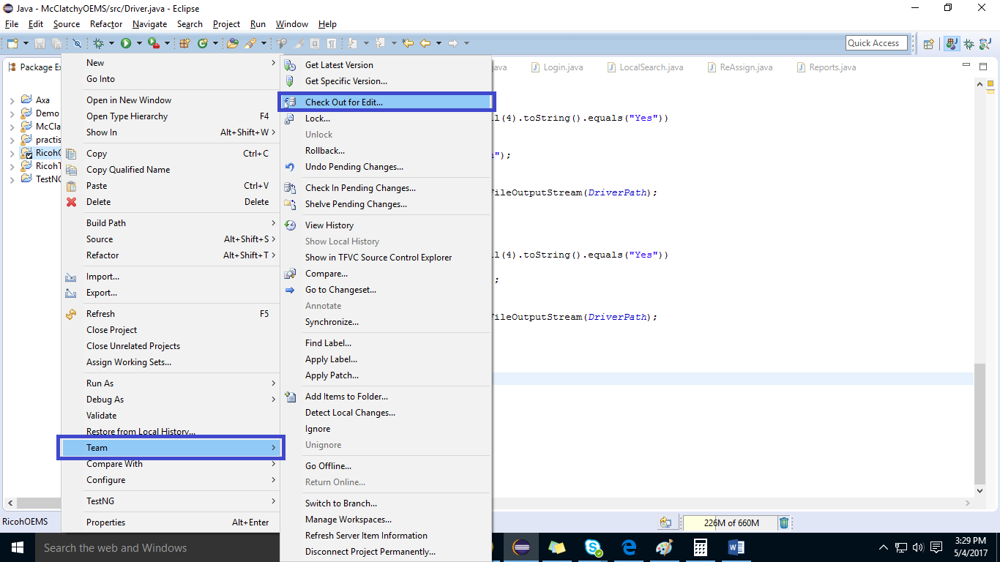 Java - McClatchyOEMS/src/Driver.java - Eclipse
File Edit Source Refactor Navigate Search Project Run Window Help
Quick Access
Package Ex
java Login.java LocalSearch.java ReAssign.java Reports.java
Axa
Demo
McCla
practis
RicohO
RicohT
TestNG
New
Go Into
Open in New Window
Open Type Hierarchy F4
Show In Alt+Shift+W >
Copy Ctrl+C
Copy Qualified Name
Paste Ctrl+V
Delete Delete
Build Path
Source Alt+Shift+S >
Refactor Alt+Shift+T >
Import...
Export...
Refresh F5
Close Project
Close Unrelated Projects
Assign Working Sets...
Run As
Debug As
Validate
Restore from Local History...
Team
Compare With
Configure
TestNG
Properties Alt+Enter
Get Latest Version
Get Specific Version...
Check Out for Edit...
Lock...
Unlock
Rollback...
Undo Pending Changes...
Check In Pending Changes...
Shelve Pending Changes...
View History
Show Local History
Show in TFVC Source Control Explorer
Compare...
Go to Changeset...
Annotate
Synchronize...
Find Label...
Apply Label...
Apply Patch...
Add Items to Folder...
Detect Local Changes...
Ignore
Unignore
Go Offline...
Return Online...
Switch to Branch...
Manage Workspaces...
Refresh Server Item Information
Disconnect Project Permanently...
ll(4).toString().equals("Yes"))
");
FileOutputStream(DriverPath);
ll(4).toString().equals("Yes"))
;
FileOutputStream(DriverPath);
RicohOEMS
226M of 660M
Search the web and Windows
3:29 PM
5/4/2017